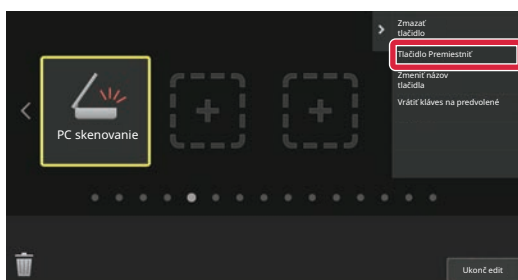 Zmazať
tlačidlo
Tlačidlo Premiestniť
Zmeniť názov
tlačidla
Vrátiť kláves na predvolené
PC skenovanie
Ukonč edit